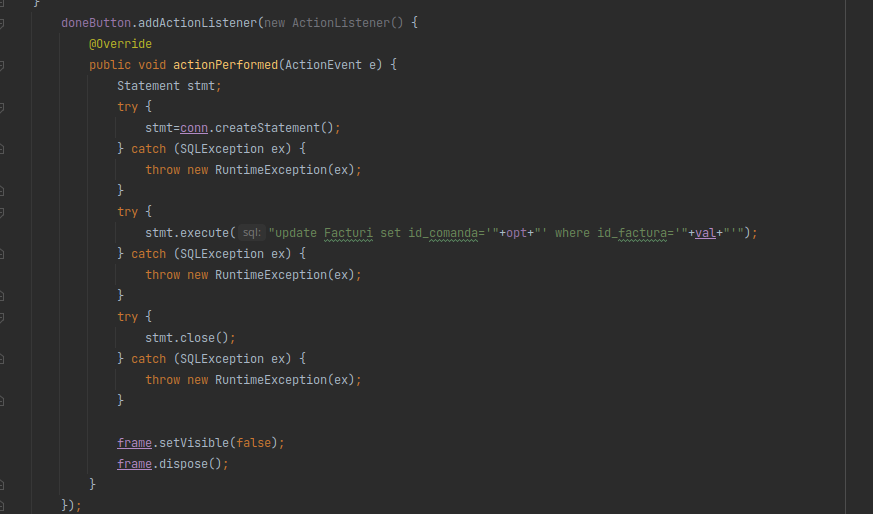 }
doneButton.addActionListener(new ActionListener() {
@Override
public void actionPerformed(ActionEvent e) {
Statement stmt;
try {
stmt=conn.createStatement();
} catch (SQLException ex) {
throw new RuntimeException(ex);
}
try {
stmt.execute( sql: "update Facturi set id_comanda='"+opt+"' where id_factura='"+val+"'");
} catch (SQLException ex) {
throw new RuntimeException(ex);
}
try {
stmt.close();
} catch (SQLException ex) {
throw new RuntimeException(ex);
}
frame.setVisible(false);
frame.dispose();
}
});